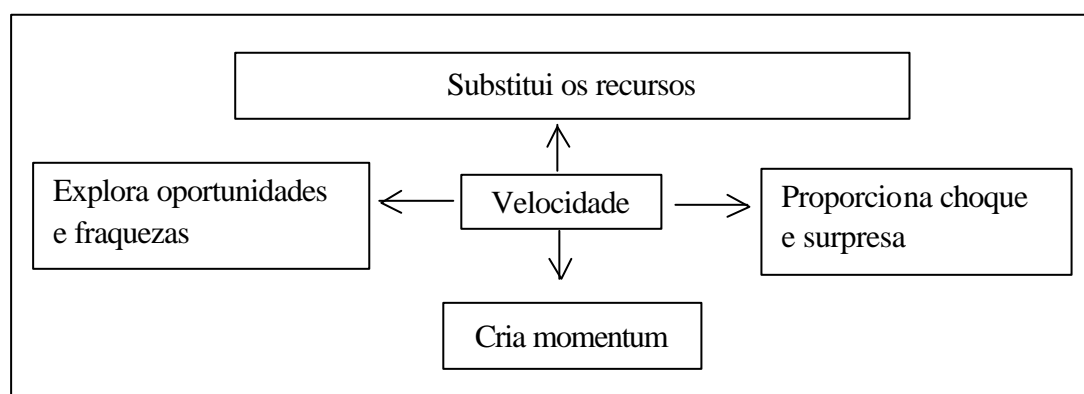 Substitui os recursos
Explora oportunidades
e fraquezas
Velocidade
Proporciona choque
e surpresa
Cria momentum